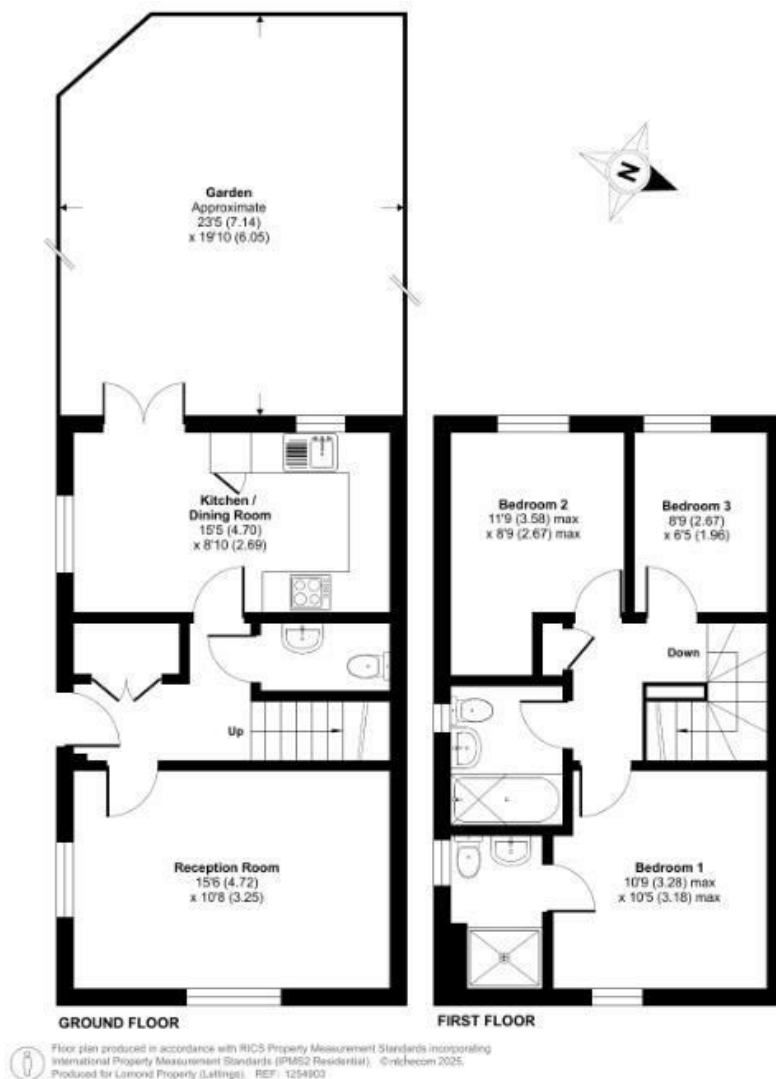 Garden
Approximate
23'5 (7.14)
x 19'10 (6.05)
N
Kitchen /
Dining Room
15'5 (4.70)
x 8'10 (2.69)
Up
Reception Room
15'6 (4.72)
x 10'8 (3.25)
GROUND FLOOR
Bedroom 2
11'9 (3.58) max
x 8'9 (2.67) max
Bedroom 3
8'9 (2.67)
x 6'5 (1.96)
Down
Bedroom 1
10'9 (3.28) max
x 10'5 (3.18) max
FIRST FLOOR
Floor plan produced in accordance with RICS Property Measurement Standards incorporating
International Property Measurement Standards (IPMS2 Residential). ©nichecom 2025.
Produced for Lomond Property (Lettings). REF: 1254903